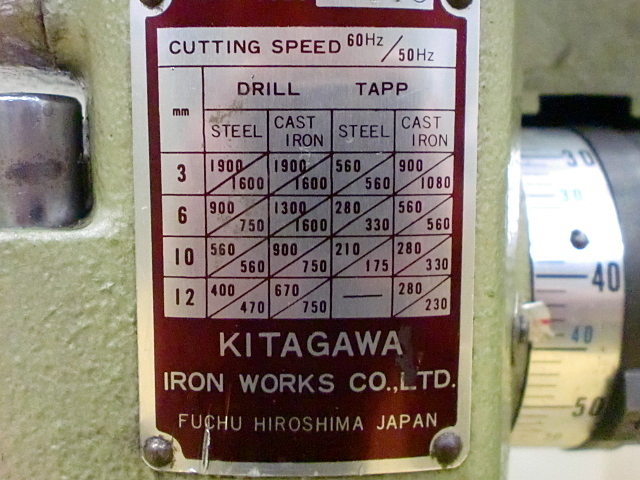 CUTTING SPEED 60Hz/50Hz
mm DRILL TAPP
STEEL CAST IRON STEEL CAST IRON
3 1900/1600 1900/1600 560/560 900/1080
6 900/750 1300/1600 280/330 560/560
10 560/560 900/750 210/175 280/330
12 400/470 670/750 — 280/230
KITAGAWA
IRON WORKS CO.,LTD.
FUCHU HIROSHIMA JAPAN
30
30
40
40
50